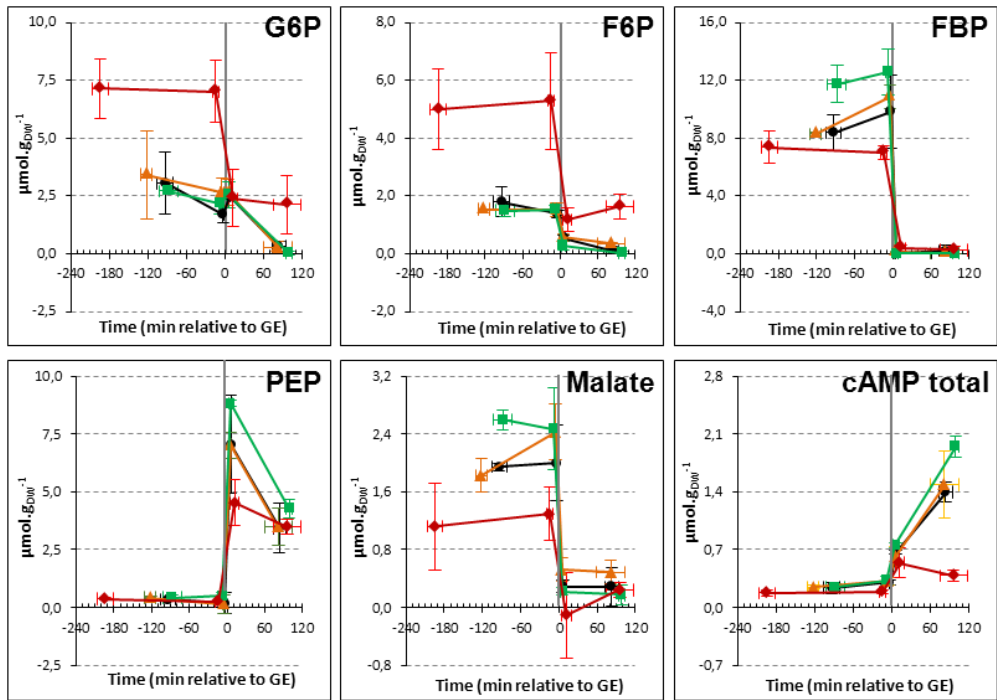 G6P
10,0
7,5
5,0
2,5
0,0
-2,5
µmol.gDW-1
-240 -180 -120 -60 0 60 120
Time (min relative to GE)
F6P
8,0
6,0
4,0
2,0
0,0
-2,0
µmol.gDW-1
-240 -180 -120 -60 0 60 120
Time (min relative to GE)
FBP
16,0
12,0
8,0
4,0
0,0
-4,0
µmol.gDW-1
-240 -180 -120 -60 0 60 120
Time (min relative to GE)
PEP
10,0
7,5
5,0
2,5
0,0
-2,5
µmol.gDW-1
-240 -180 -120 -60 0 60 120
Time (min relative to GE)
Malate
3,2
2,4
1,6
0,8
0,0
-0,8
µmol.gDW-1
-240 -180 -120 -60 0 60 120
Time (min relative to GE)
cAMP total
2,8
2,1
1,4
0,7
0,0
-0,7
µmol.gDW-1
-240 -180 -120 -60 0 60 120
Time (min relative to GE)